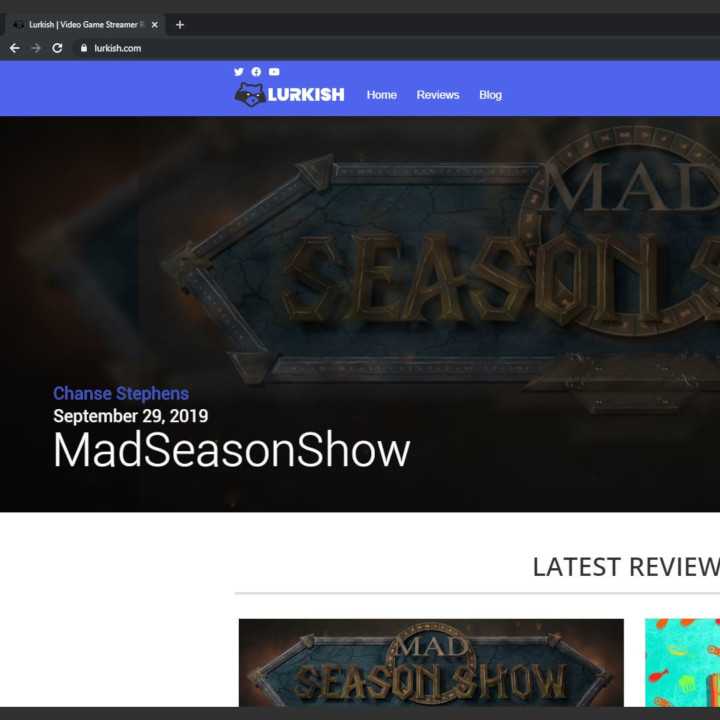 Lurkish | Video Game Streamer R
lurkish.com
LURKISH
Home Reviews Blog
MAD
SEASON S
Chanse Stephens
September 29, 2019
MadSeasonShow
LATEST REVIEW
MAD
SEASON SHOW